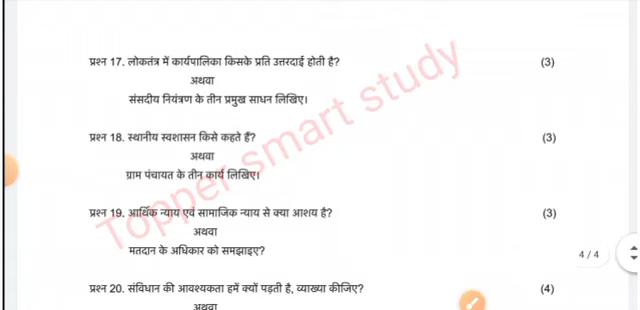 प्रश्न 17. लोकतंत्र में कार्यपालिका किसके प्रति उत्तरदाई होती है? (3)
अथवा
संसदीय नियंत्रण के तीन प्रमुख साधन लिखिए।
प्रश्न 18. स्थानीय स्वशासन किसे कहते हैं? (3)
अथवा
ग्राम पंचायत के तीन कार्य लिखिए।
प्रश्न 19. आर्थिक न्याय एवं सामाजिक न्याय से क्या आशय है? (3)
अथवा
मतदान के अधिकार को समझाइए?
4 / 4
प्रश्न 20. संविधान की आवश्यकता हमें क्यों पड़ती है, व्याख्या कीजिए? (4)
अथवा
Topper smart study